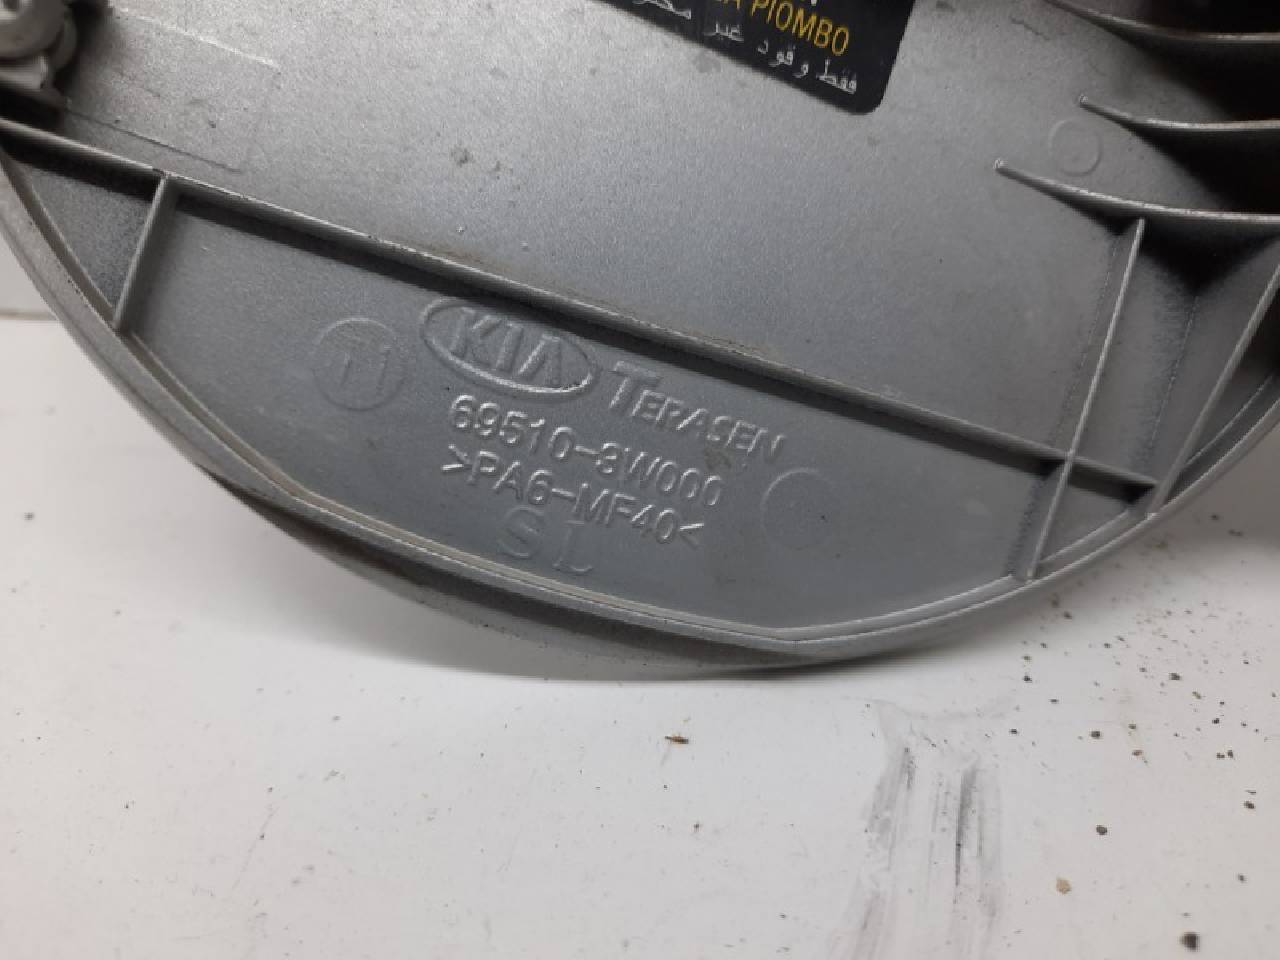 A PIOMBO
فقط وقود غير
KIA TERASEN
69510-3W000
>PA6-MF40<
SL